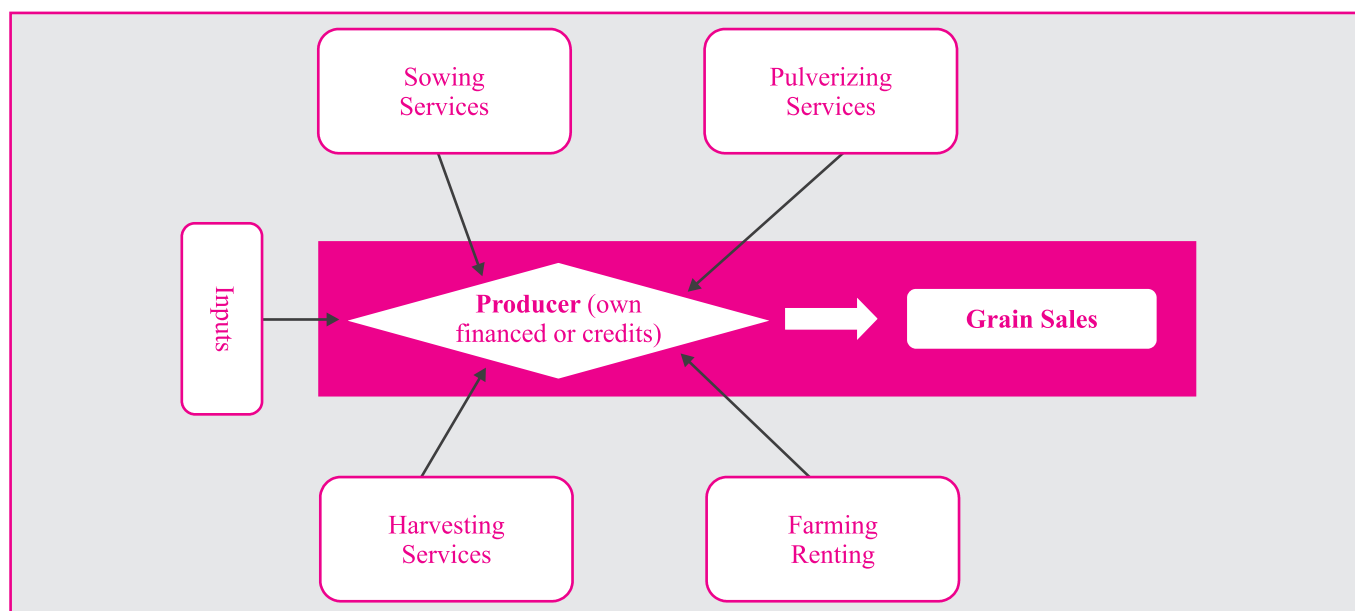 Sowing
Services
Pulverizing
Services
Inputs
Producer (own
financed or credits)
Grain Sales
Harvesting
Services
Farming
Renting